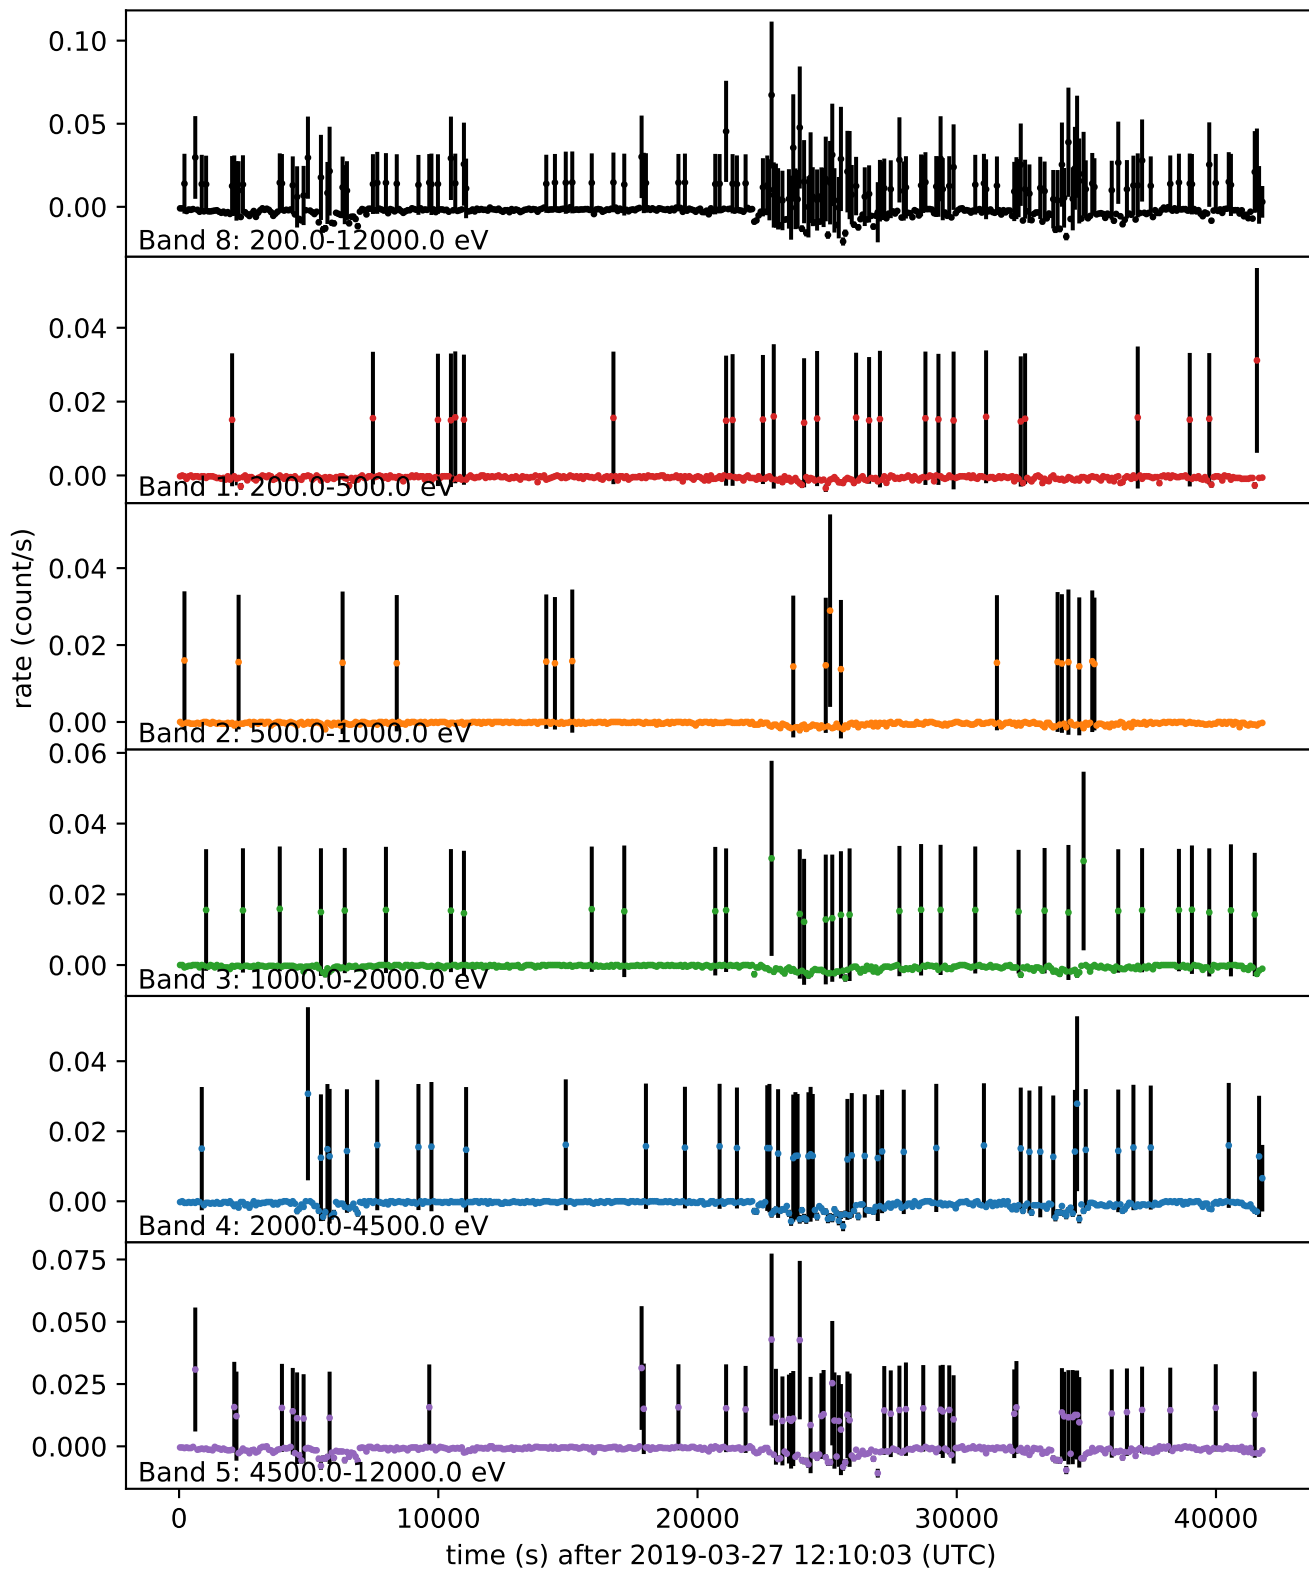 0.10
0.05
0.00
Band 8: 200.0-12000.0 eV
0.04
0.02
0.00
Band 1: 200.0-500.0 eV
rate (count/s)
0.04
0.02
0.00
Band 2: 500.0-1000.0 eV
0.06
0.04
0.02
0.00
Band 3: 1000.0-2000.0 eV
0.04
0.02
0.00
Band 4: 2000.0-4500.0 eV
0.075
0.050
0.025
0.000
Band 5: 4500.0-12000.0 eV
0 10000 20000 30000 40000
time (s) after 2019-03-27 12:10:03 (UTC)